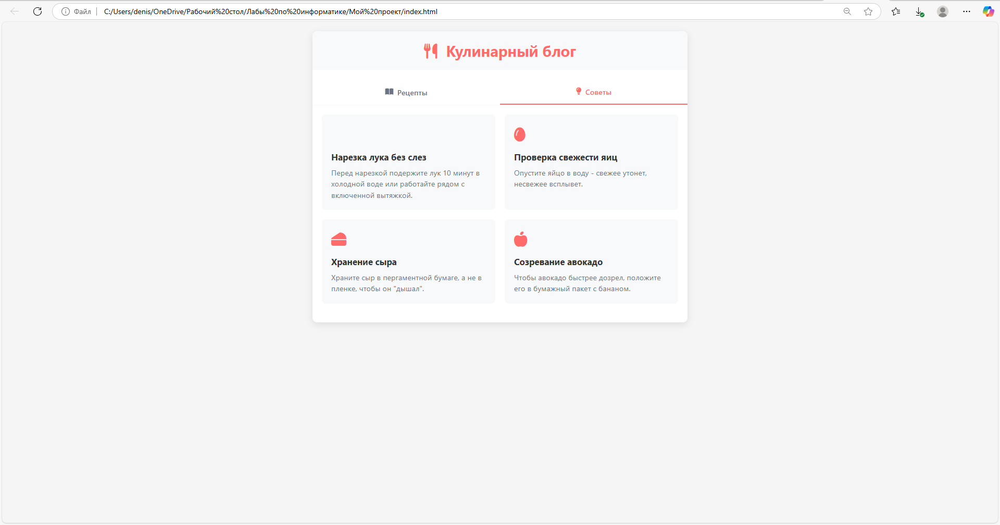 Файл C:/Users/denis/OneDrive/Рабочий%20стол/Лабы%20по%20информатике/Мой%20проект/index.html
Кулинарный блог
Рецепты
Советы
Нарезка лука без слез
Перед нарезкой подержите лук 10 минут в
холодной воде или работайте рядом с
включенной вытяжкой.
Проверка свежести яиц
Опустите яйцо в воду - свежее утонет,
несвежее всплывет.
Хранение сыра
Храните сыр в пергаментной бумаге, а не в
пленке, чтобы он "дышал".
Созревание авокадо
Чтобы авокадо быстрее дозрел, положите
его в бумажный пакет с бананом.